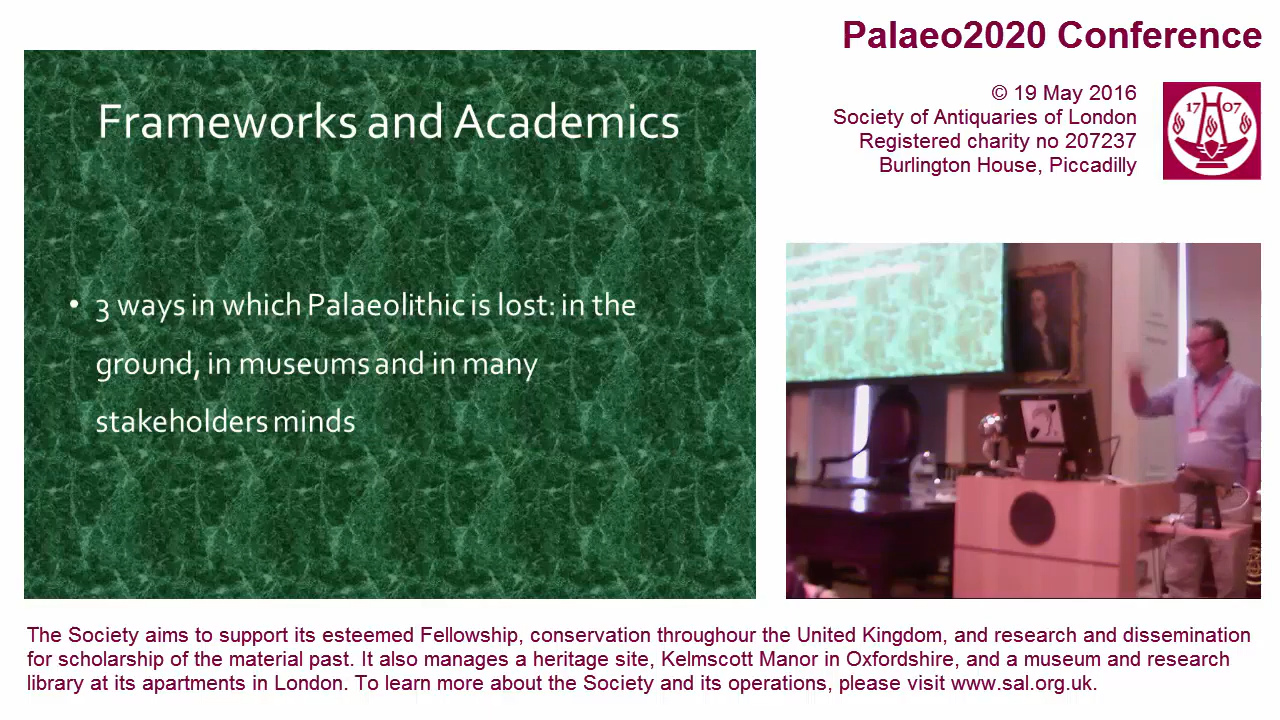 Palaeo2020 Conference
© 19 May 2016
Society of Antiquaries of London
Registered charity no 207237
Burlington House, Piccadilly
17 07
Frameworks and Academics
• 3 ways in which Palaeolithic is lost: in the
ground, in museums and in many
stakeholders minds
The Society aims to support its esteemed Fellowship, conservation throughour the United Kingdom, and research and dissemination
for scholarship of the material past. It also manages a heritage site, Kelmscott Manor in Oxfordshire, and a museum and research
library at its apartments in London. To learn more about the Society and its operations, please visit www.sal.org.uk.